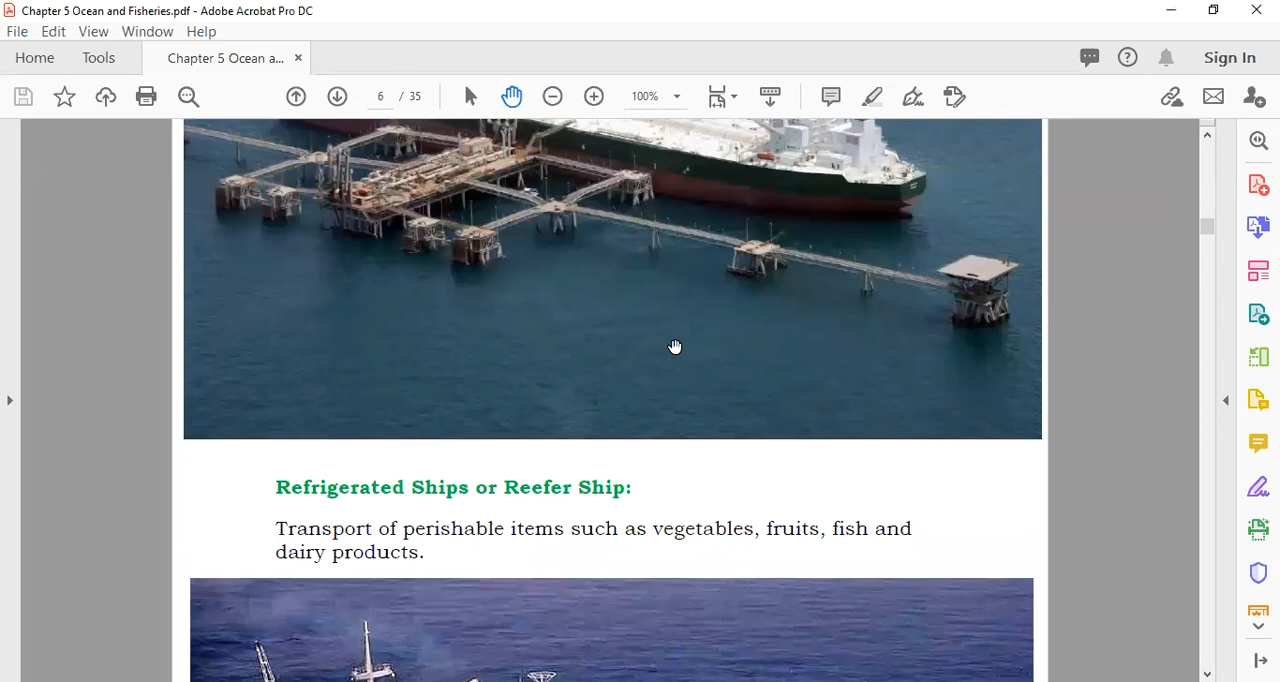 Chapter 5 Ocean and Fisheries.pdf - Adobe Acrobat Pro DC
File Edit View Window Help
Home Tools Chapter 5 Ocean a... × Sign In
6 / 35 100%
Refrigerated Ships or Reefer Ship:
Transport of perishable items such as vegetables, fruits, fish and
dairy products.